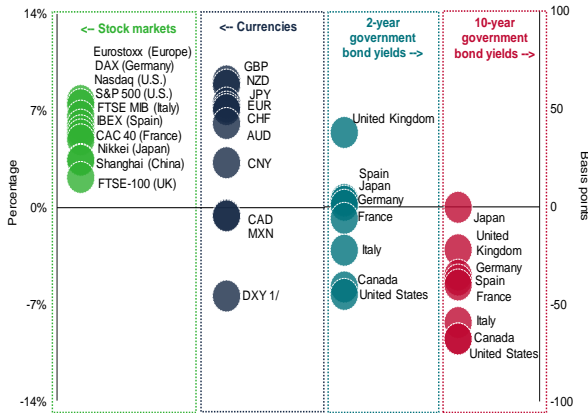 14%
7%
0%
-7%
-14%
Percentage
<-- Stock markets
Eurostoxx (Europe)
DAX (Germany)
Nasdaq (U.S.)
S&P 500 (U.S.)
FTSE MIB (Italy)
IBEX (Spain)
CAC 40 (France)
Nikkei (Japan)
Shanghai (China)
FTSE-100 (UK)
<-- Currencies
GBP
NZD
JPY
EUR
CHF
AUD
CNY
CAD
MXN
DXY 1/
2-year
government
bond yields -->
United Kingdom
Spain
Japan
Germany
France
Italy
Canada
United States
10-year
government
bond yields -->
Japan
United
Kingdom
Germany
Spain
France
Italy
Canada
United States
100
50
0
-50
-100
Basis points